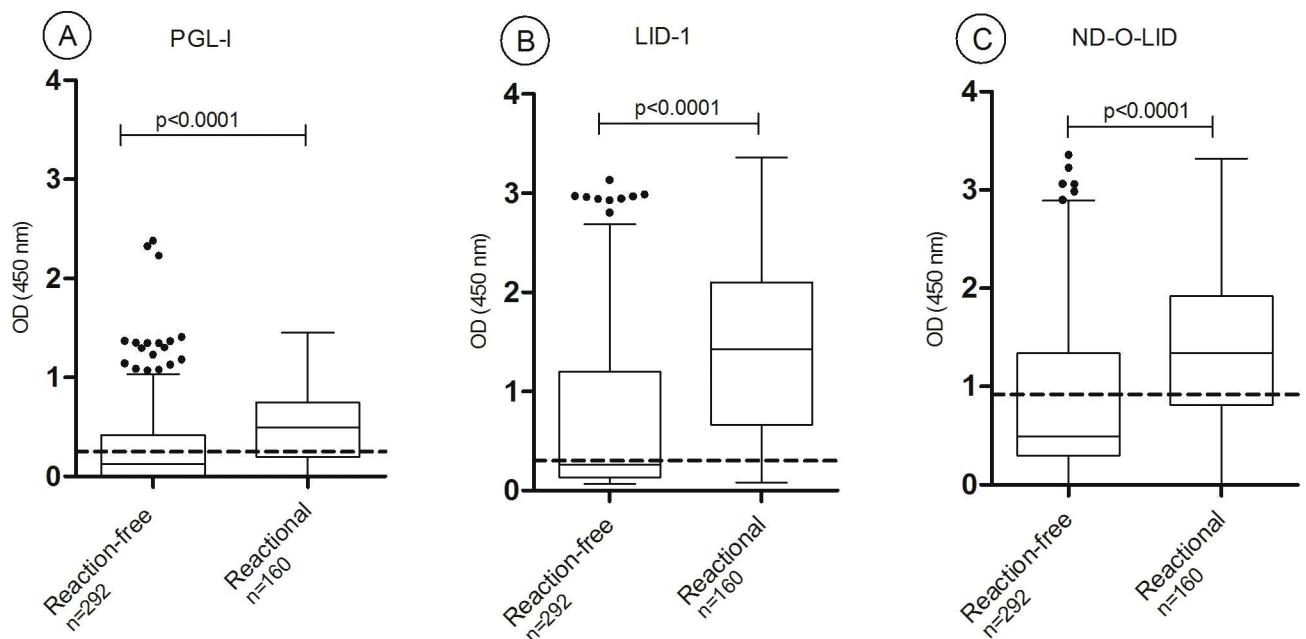 A
PGL-I
4
3
2
1
0
OD (450 nm)
p<0.0001
Reaction-free
n=292
Reactional
n=160
B
LID-1
4
3
2
1
0
OD (450 nm)
p<0.0001
Reaction-free
n=292
Reactional
n=160
C
ND-O-LID
4
3
2
1
0
OD (450 nm)
p<0.0001
Reaction-free
n=292
Reactional
n=160